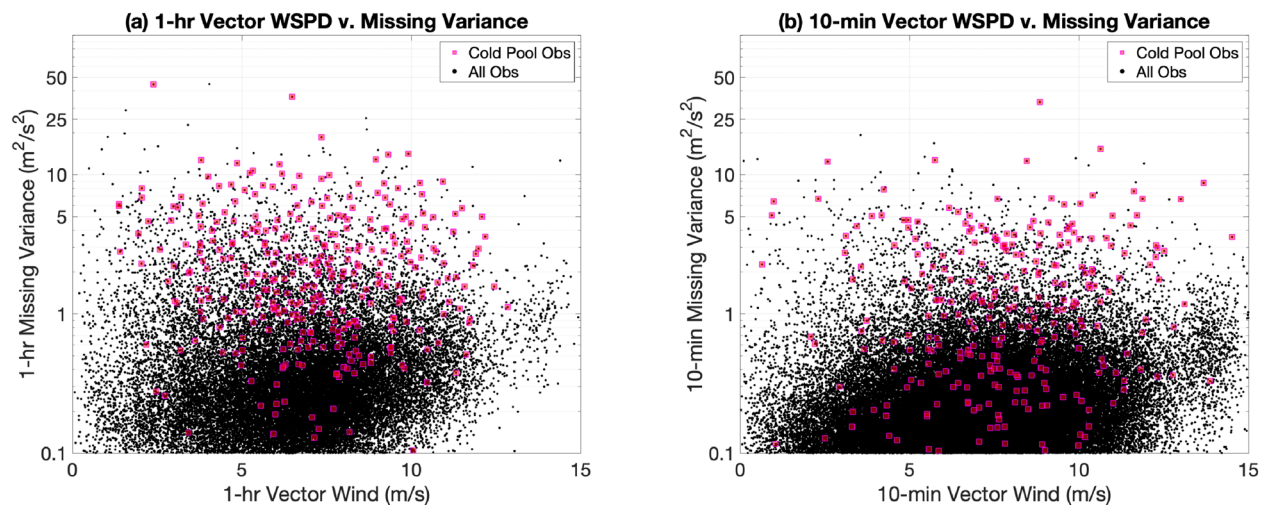 (a) 1-hr Vector WSPD v. Missing Variance
Cold Pool Obs
All Obs
1-hr Missing Variance (m²/s²)
50
25
10
5
1
0.1
0
5
10
15
1-hr Vector Wind (m/s)
(b) 10-min Vector WSPD v. Missing Variance
Cold Pool Obs
All Obs
10-min Missing Variance (m²/s²)
50
25
10
5
1
0.1
0
5
10
15
10-min Vector Wind (m/s)